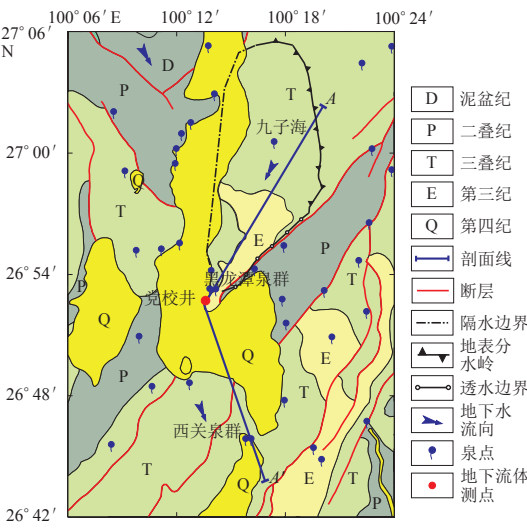 100° 06′ E 100° 12′ 100° 18′ 100° 24′
27° 06′
N
27° 00′
26° 54′
26° 48′
26° 42′
D
P
T
A
九子海
Q
T
E
P
T
P
黑龙潭泉群
党校井
Q
Q
E
P
西关泉群
T
Q
A′
E
T
P
D 泥盆纪
P 二叠纪
T 三叠纪
E 第三纪
Q 第四纪
剖面线
断层
隔水边界
地表分
水岭
透水边界
地下水
流向
泉点
地下流体
测点